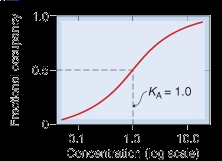 Fractional occupancy
1.0
0.5
0
K_A = 1.0
0.1 1.0 10.0
Concentration (log scale)